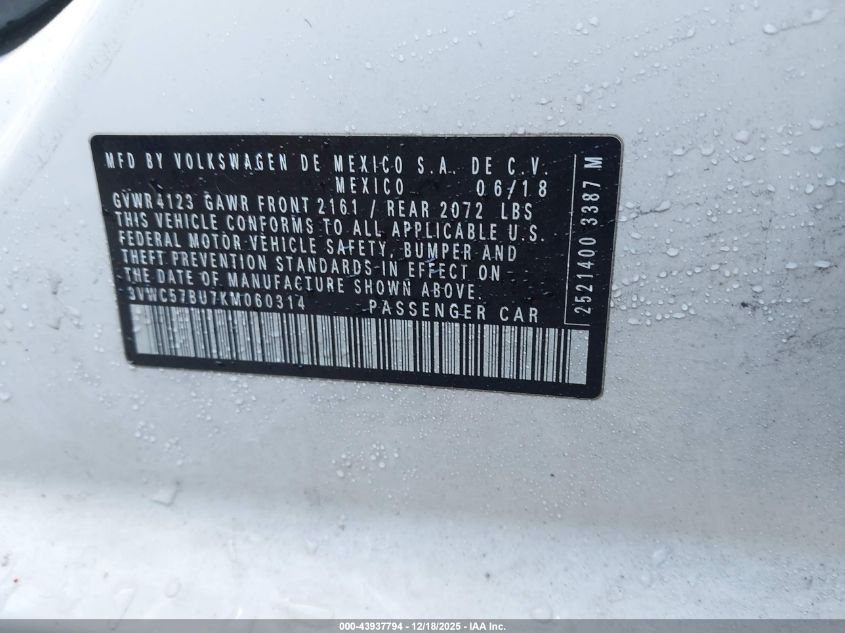 MFD BY VOLKSWAGEN DE MEXICO S.A. DE C.V.
MEXICO 06/18
GVWR 4123 GAWR FRONT 2161 / REAR 2072 LBS
THIS VEHICLE CONFORMS TO ALL APPLICABLE U.S.
FEDERAL MOTOR VEHICLE SAFETY, BUMPER AND
THEFT PREVENTION STANDARDS IN EFFECT ON
THE DATE OF MANUFACTURE SHOWN ABOVE.
3VWC57BU7KM060314 PASSENGER CAR
2521400 3387 M
000-43937794 – 12/18/2025 – IAA Inc.